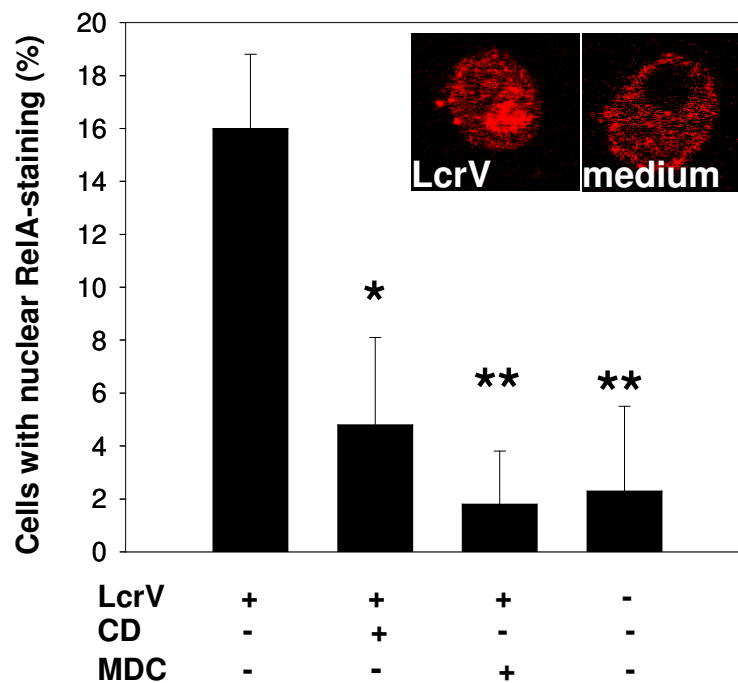 Cells with nuclear RelA-staining (%)
20
18
16
14
12
10
8
6
4
2
0
LcrV
medium
*
**
**
LcrV + + + -
CD - + - -
MDC - - + -